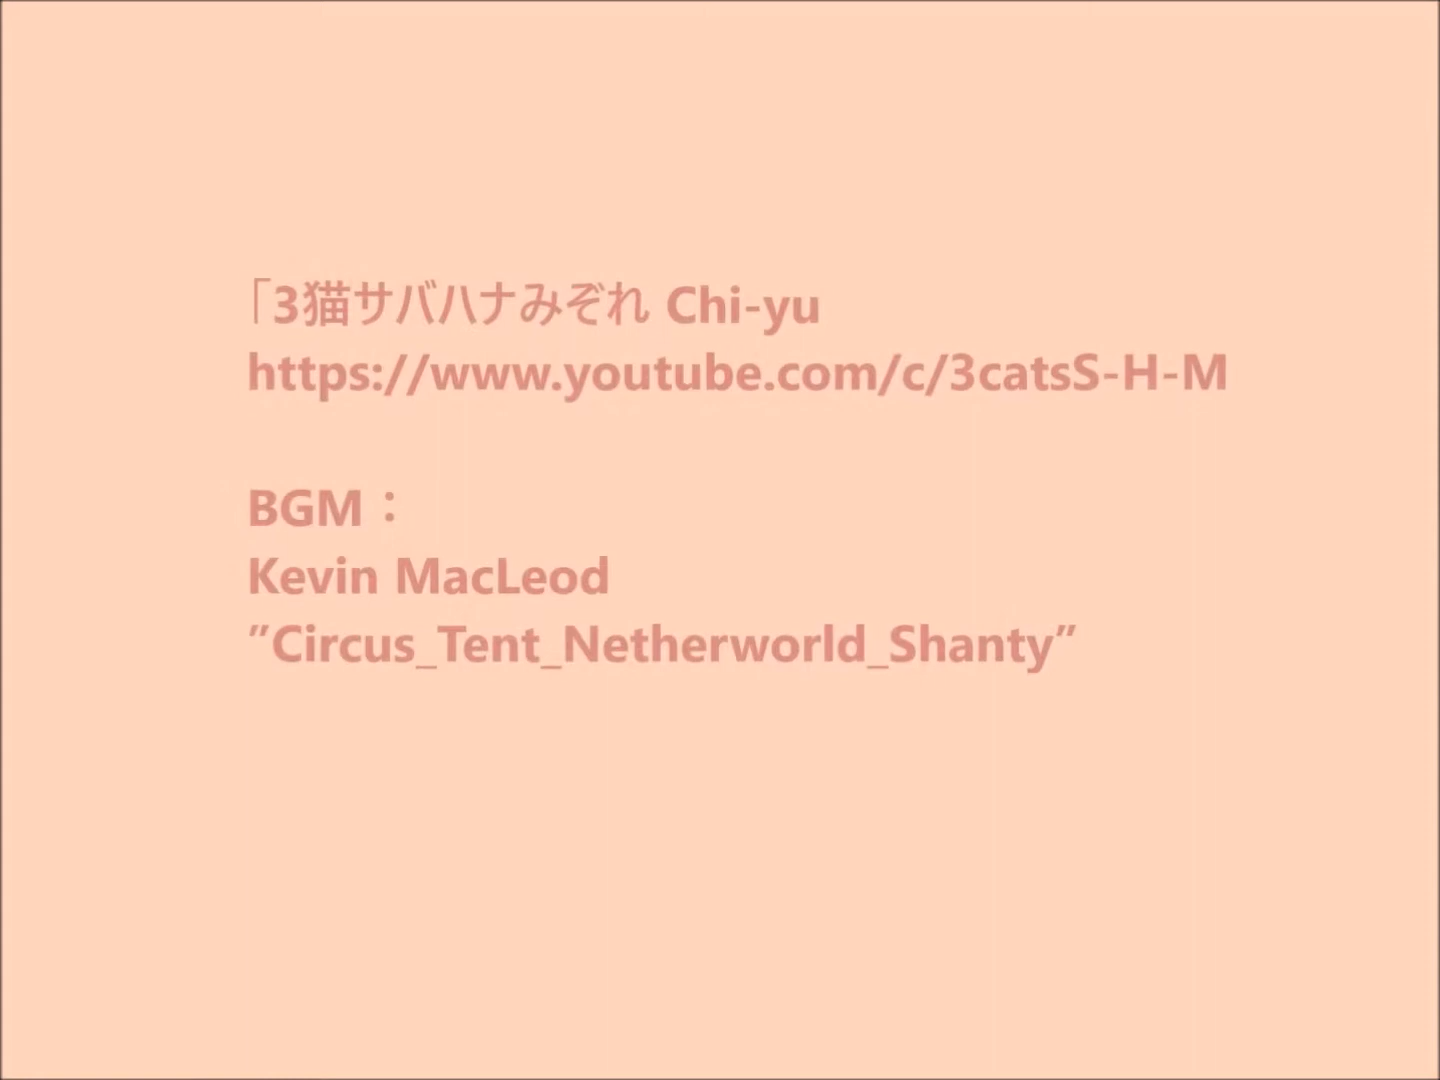 「3猫サバハナみぞれ Chi-yu
https://www.youtube.com/c/3catsS-H-M
BGM：
Kevin MacLeod
”Circus_Tent_Netherworld_Shanty”